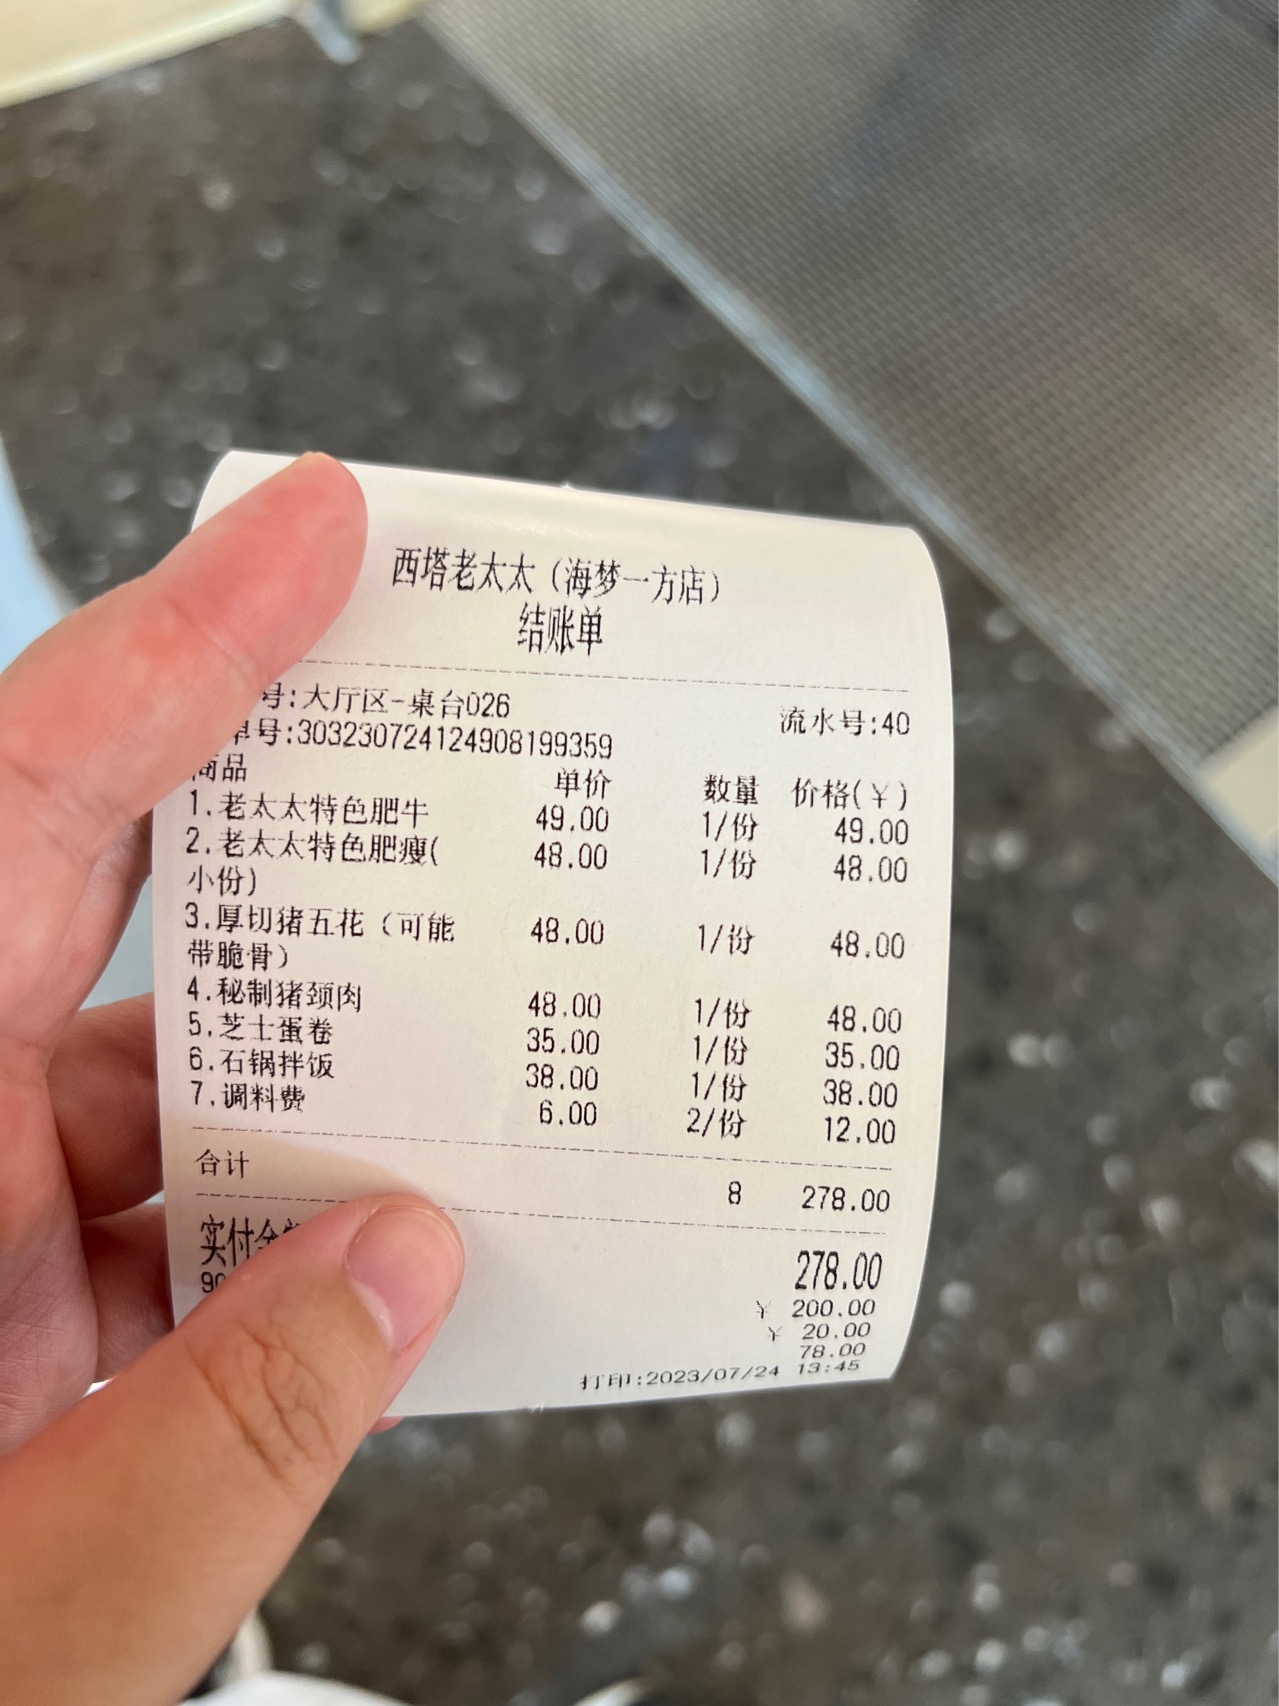 西塔老太太（海梦一方店）
结账单
号:大厅区-桌台026 流水号:40
单号:303230724124908199359
商品 单价 数量 价格(￥)
1.老太太特色肥牛 49.00 1/份 49.00
2.老太太特色肥瘦( 48.00 1/份 48.00
小份)
3.厚切猪五花（可能 48.00 1/份 48.00
带脆骨）
4.秘制猪颈肉 48.00 1/份 48.00
5.芝士蛋卷 35.00 1/份 35.00
6.石锅拌饭 38.00 1/份 38.00
7.调料费 6.00 2/份 12.00
合计 8 278.00
实付金 278.00
90 ￥ 200.00
￥ 20.00
78.00
打印:2023/07/24 13:45